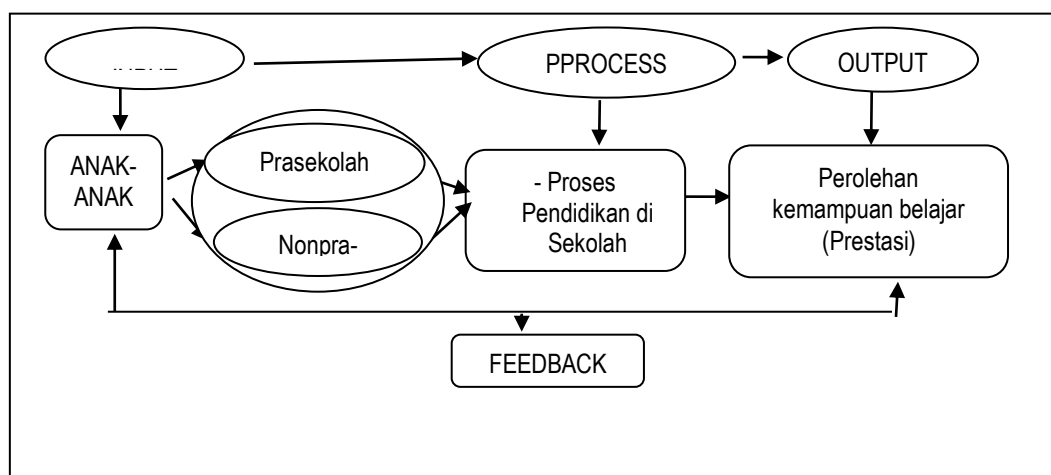 PPROCESS
OUTPUT
ANAK-
ANAK
Prasekolah
Nonpra-
- Proses
Pendidikan di
Sekolah
Perolehan
kemampuan belajar
(Prestasi)
FEEDBACK